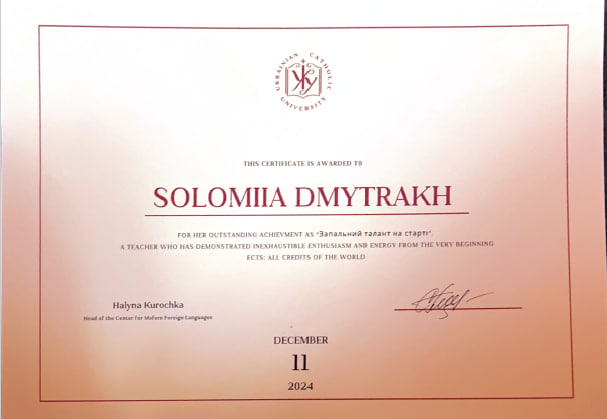 UKRAINIAN CATHOLIC UNIVERSITY
THIS CERTIFICATE IS AWARDED TO
SOLOMIIA DMYTRAKH
FOR HER OUTSTANDING ACHIEVMENT AS "Запальний талант на старті".
A TEACHER WHO HAS DEMONSTRATED INEXHAUSTIBLE ENTHUSIASM AND ENERGY FROM THE VERY BEGINNING
ECTS: ALL CREDITS OF THE WORLD
Halyna Kurochka
Head of the Center for Mofern Foreign Languages
DECEMBER
11
2024